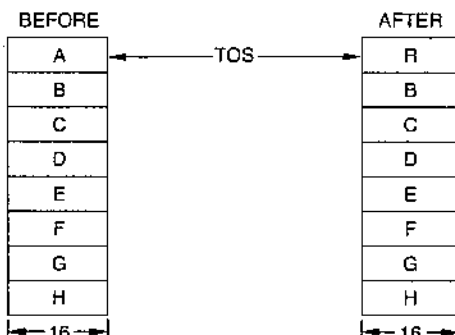 BEFORE AFTER
A TOS R
B B
C C
D D
E E
F F
G G
H H
16 16